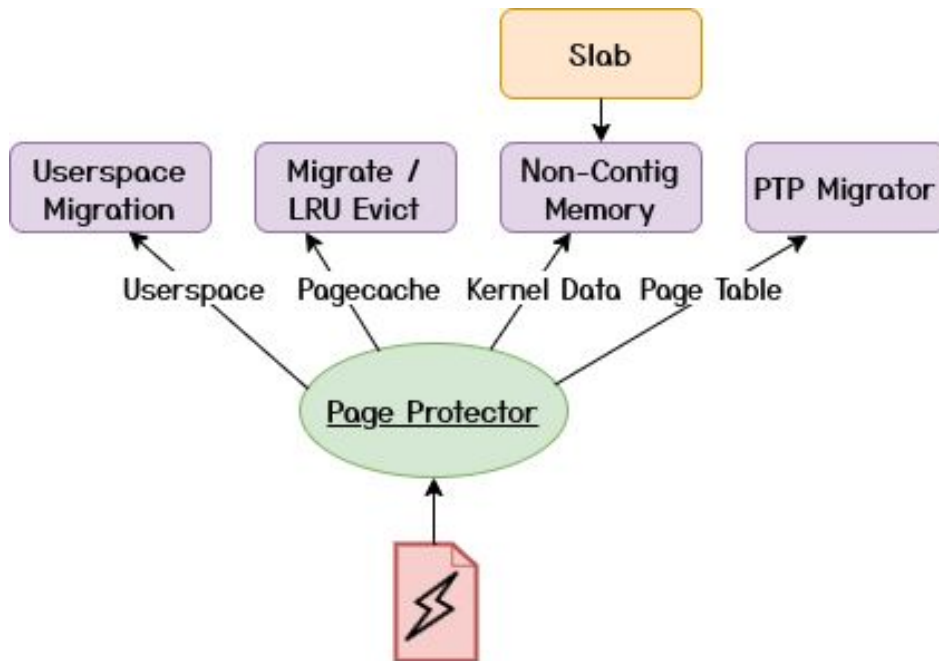 Slab
Userspace
Migration
Migrate /
LRU Evict
Non-Contig
Memory
PTP Migrator
Userspace
Pagecache
Kernel Data
Page Table
Page Protector